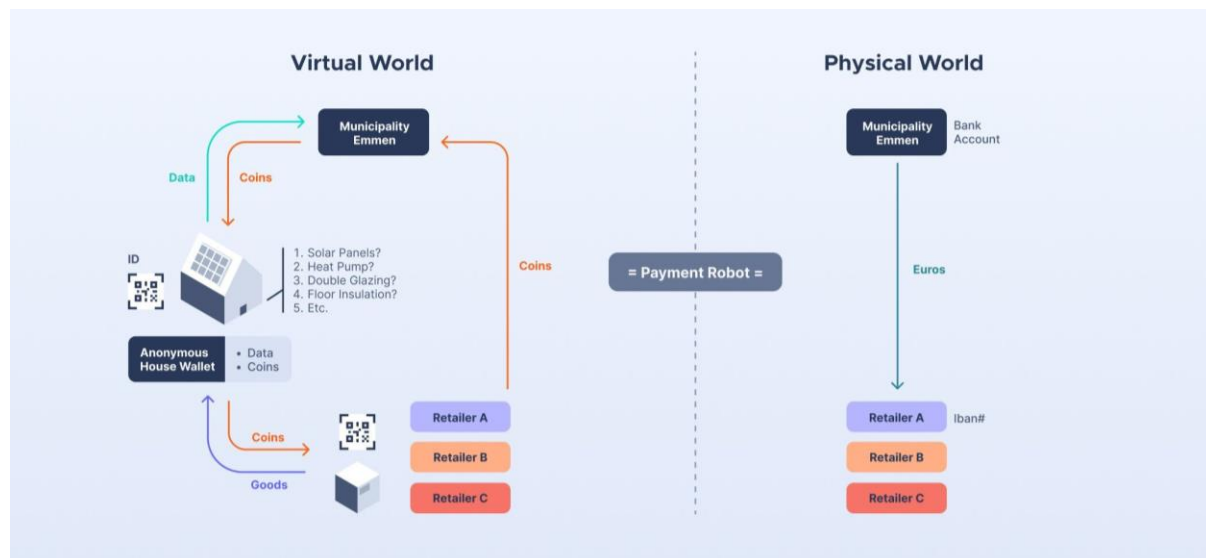 Virtual World
Physical World
Municipality
Emmen
Municipality
Emmen
Bank
Account
Data
Coins
ID
1. Solar Panels?
2. Heat Pump?
3. Double Glazing?
4. Floor Insulation?
5. Etc.
Coins
= Payment Robot =
Euros
Anonymous
House Wallet
• Data
• Coins
Coins
Goods
Retailer A
Retailer B
Retailer C
Retailer A
Iban#
Retailer B
Retailer C